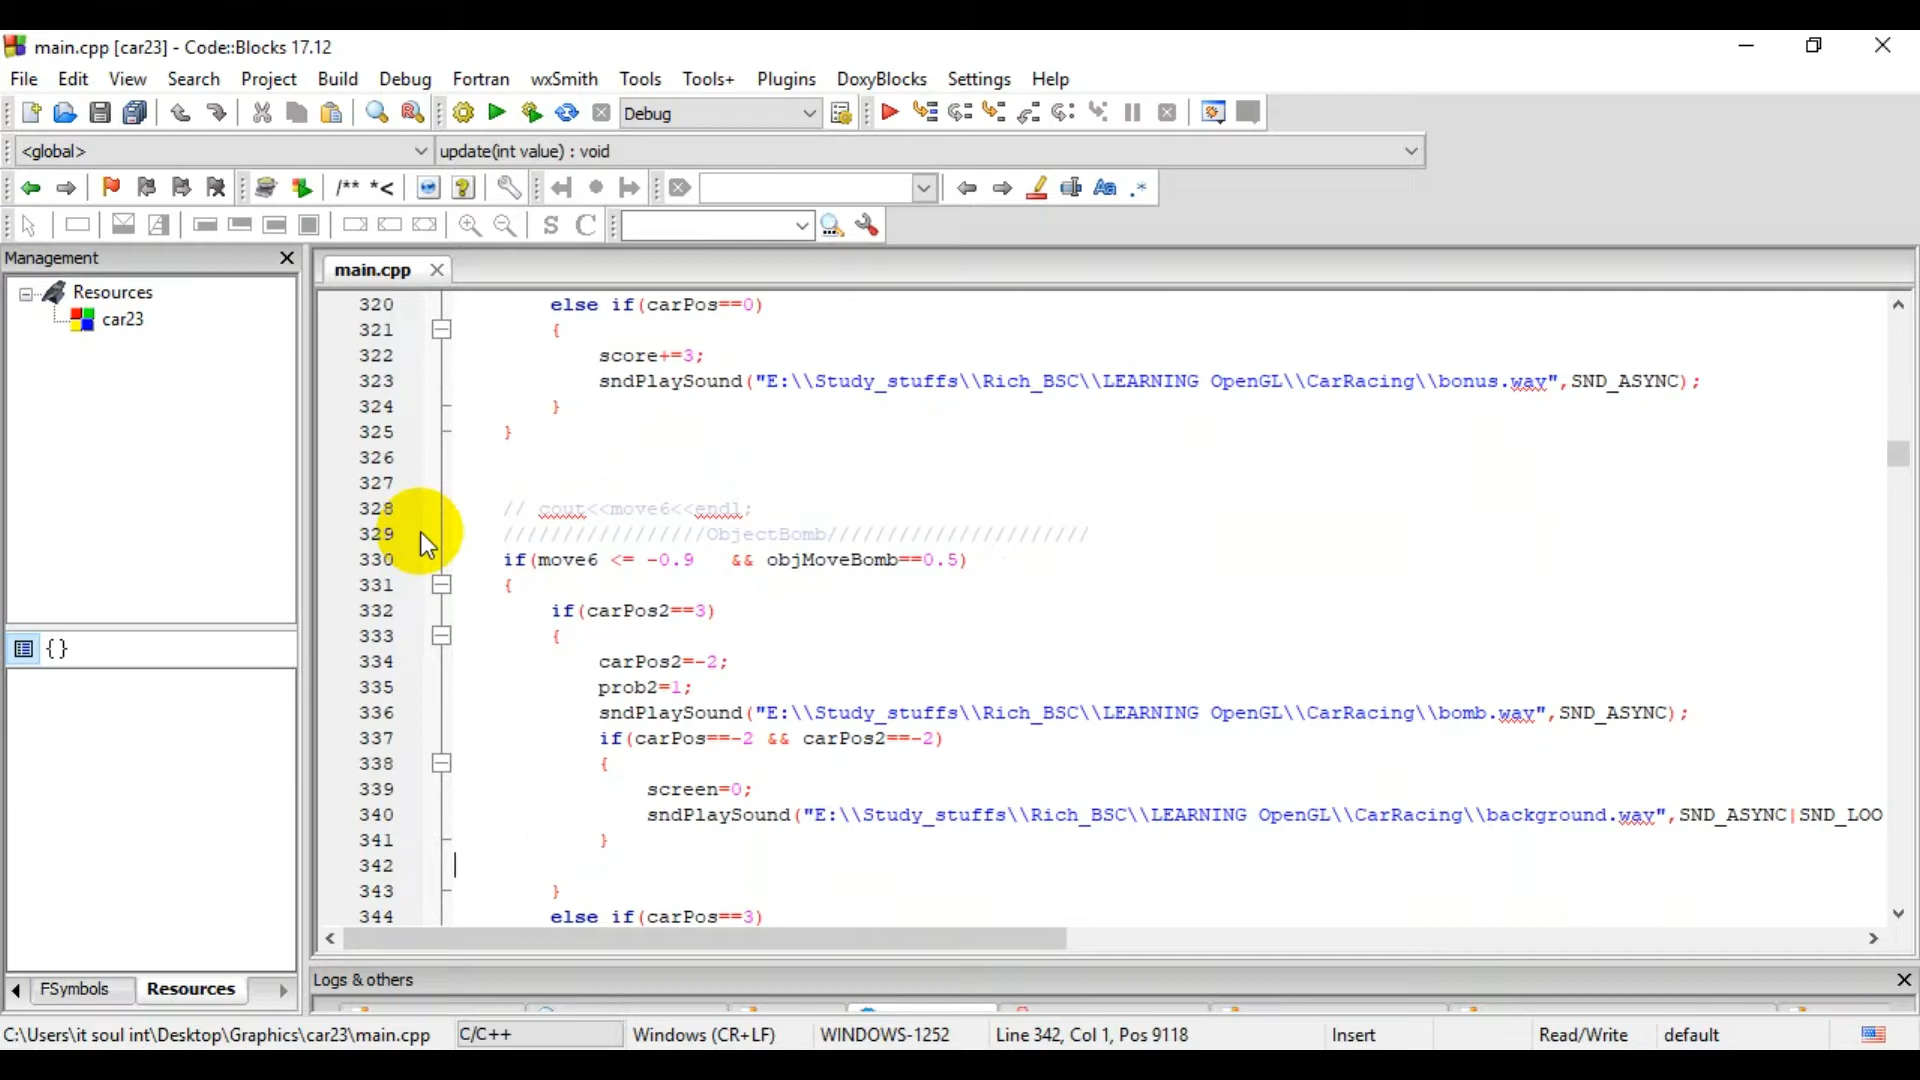 main.cpp [car23] - Code::Blocks 17.12
File Edit View Search Project Build Debug Fortran wxSmith Tools Tools+ Plugins DoxyBlocks Settings Help
Debug
<global> update(int value) : void
/** *<
Aa .*
S C
Management
main.cpp
Resources
car23
{}
320 else if(carPos==0)
321 {
322 score+=3;
323 sndPlaySound("E:\\Study_stuffs\\Rich_BSC\\LEARNING OpenGL\\CarRacing\\bonus.wav",SND_ASYNC);
324 }
325 }
326
327
328 // cout<<move6<<endl;
329 /////////////////ObjectBomb//////////////////////
330 if(move6 <= -0.9 && objMoveBomb==0.5)
331 {
332 if(carPos2==3)
333 {
334 carPos2=-2;
335 prob2=1;
336 sndPlaySound("E:\\Study_stuffs\\Rich_BSC\\LEARNING OpenGL\\CarRacing\\bomb.wav",SND_ASYNC);
337 if(carPos==-2 && carPos2==-2)
338 {
339 screen=0;
340 sndPlaySound("E:\\Study_stuffs\\Rich_BSC\\LEARNING OpenGL\\CarRacing\\background.wav",SND_ASYNC|SND_LOO
341 }
342
343 }
344 else if(carPos==3)
FSymbols Resources
Logs & others
C:\Users\it soul int\Desktop\Graphics\car23\main.cpp C/C++ Windows (CR+LF) WINDOWS-1252 Line 342, Col 1, Pos 9118 Insert Read/Write default